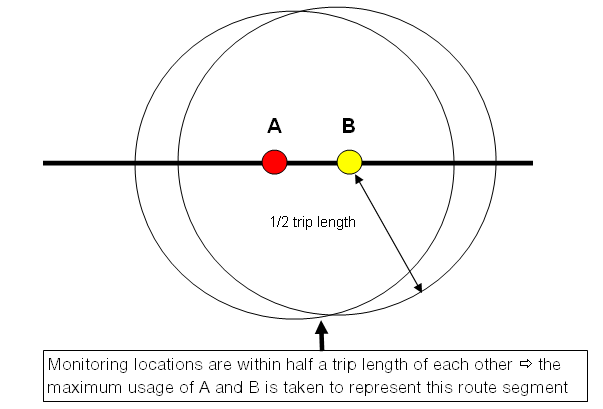 A B
1/2 trip length
Monitoring locations are within half a trip length of each other ⇨ the
maximum usage of A and B is taken to represent this route segment